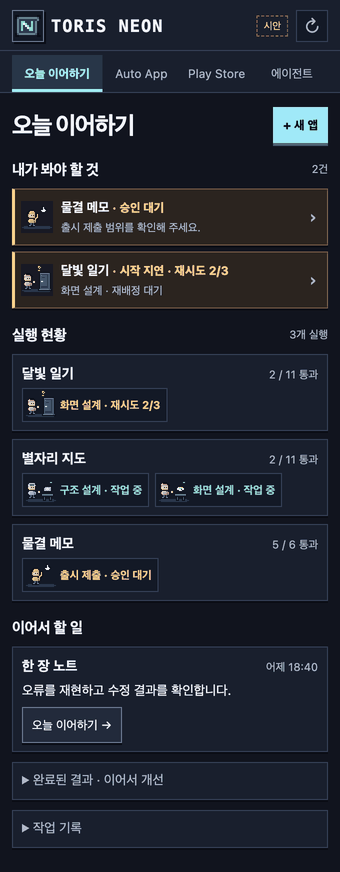 TORIS NEON
시안
오늘 이어하기
Auto App
Play Store
에이전트
오늘 이어하기
+ 새 앱
내가 봐야 할 것
2건
물결 메모 · 승인 대기
출시 제출 범위를 확인해 주세요.
달빛 일기 · 시작 지연 · 재시도 2/3
화면 설계 · 재배정 대기
실행 현황
3개 실행
달빛 일기
2 / 11 통과
화면 설계 · 재시도 2/3
별자리 지도
2 / 11 통과
구조 설계 · 작업 중
화면 설계 · 작업 중
물결 메모
5 / 6 통과
출시 제출 · 승인 대기
이어서 할 일
한 장 노트
어제 18:40
오류를 재현하고 수정 결과를 확인합니다.
오늘 이어하기 →
▶ 완료된 결과 · 이어서 개선
▶ 작업 기록